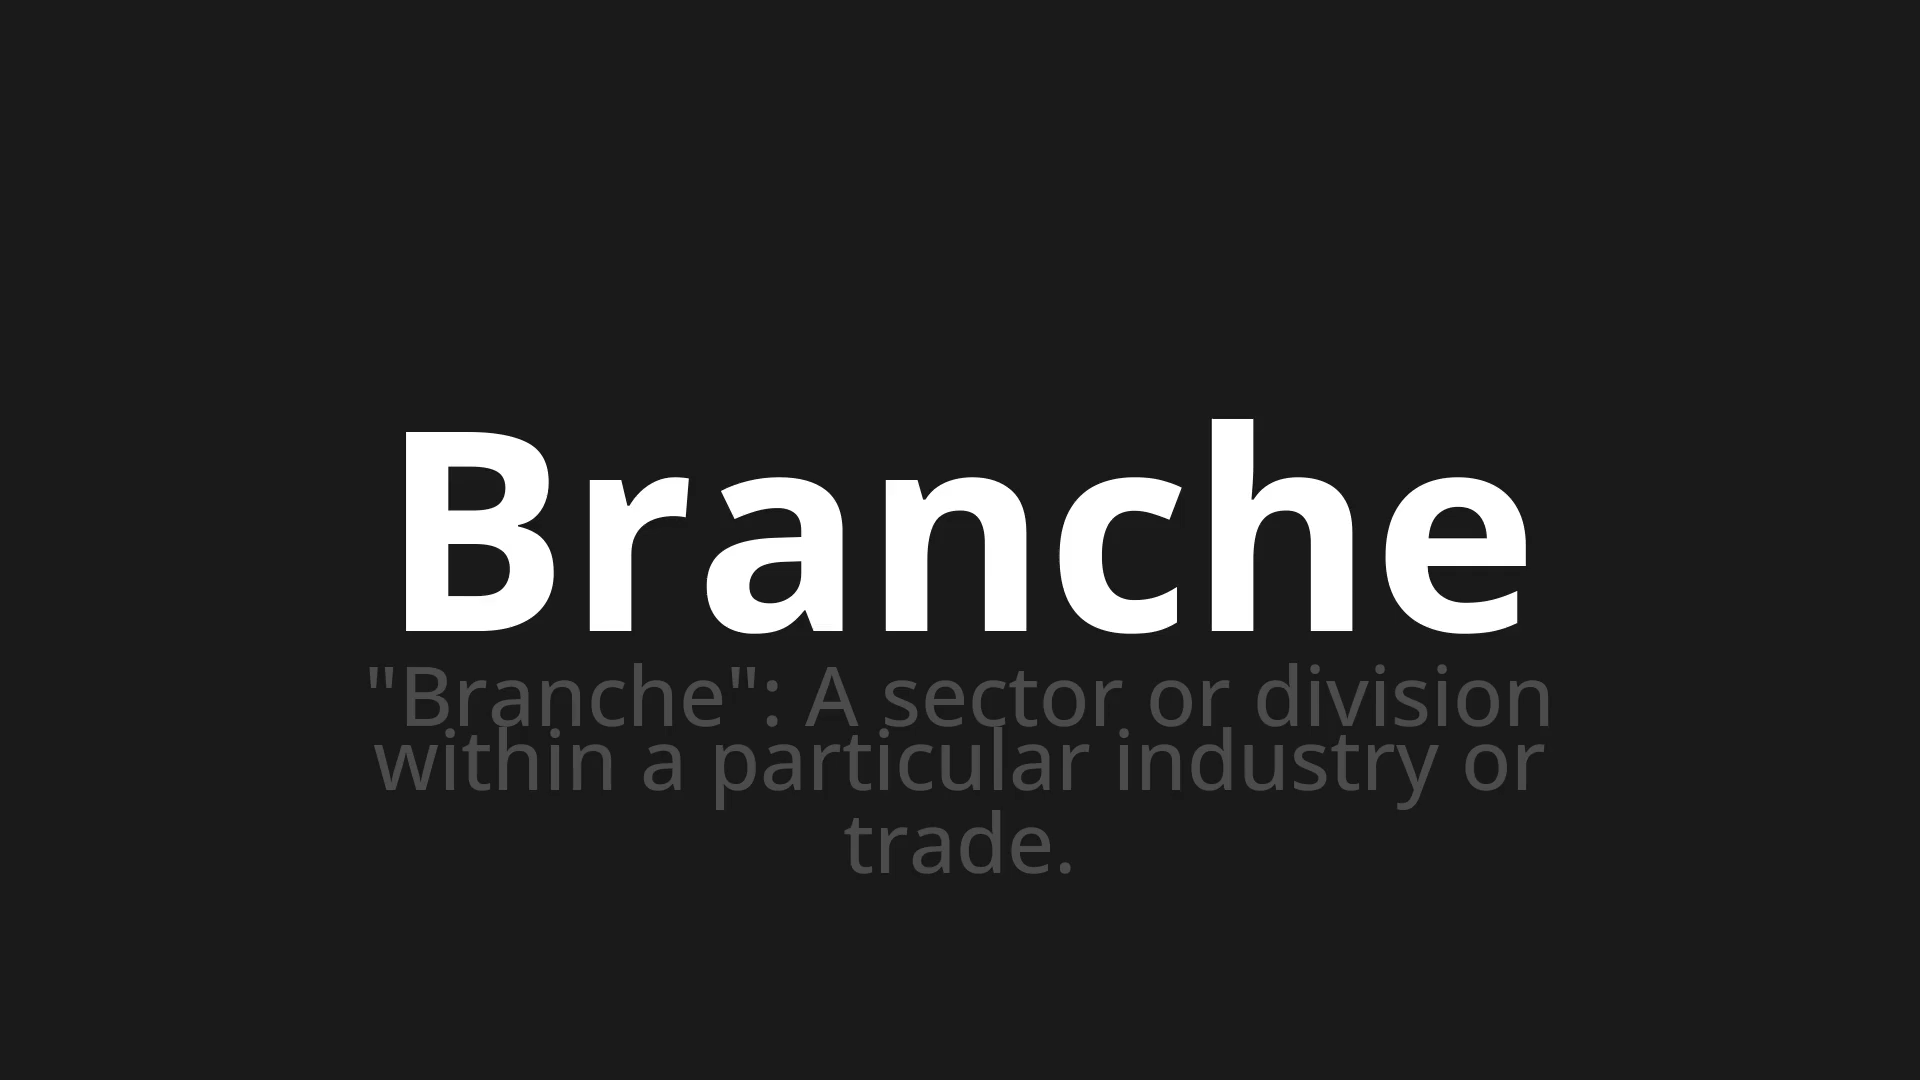 Branche
"Branche": A sector or division
within a particular industry or
trade.